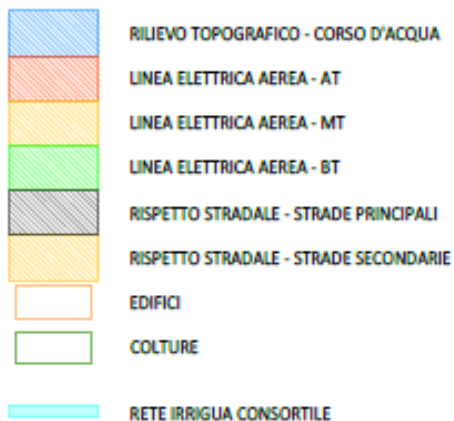 RILIEVO TOPOGRAFICO - CORSO D'ACQUA
LINEA ELETTRICA AEREA - AT
LINEA ELETTRICA AEREA - MT
LINEA ELETTRICA AEREA - BT
RISPETTO STRADALE - STRADE PRINCIPALI
RISPETTO STRADALE - STRADE SECONDARIE
EDIFICI
COLTURE
RETE IRRIGUA CONSORTILE